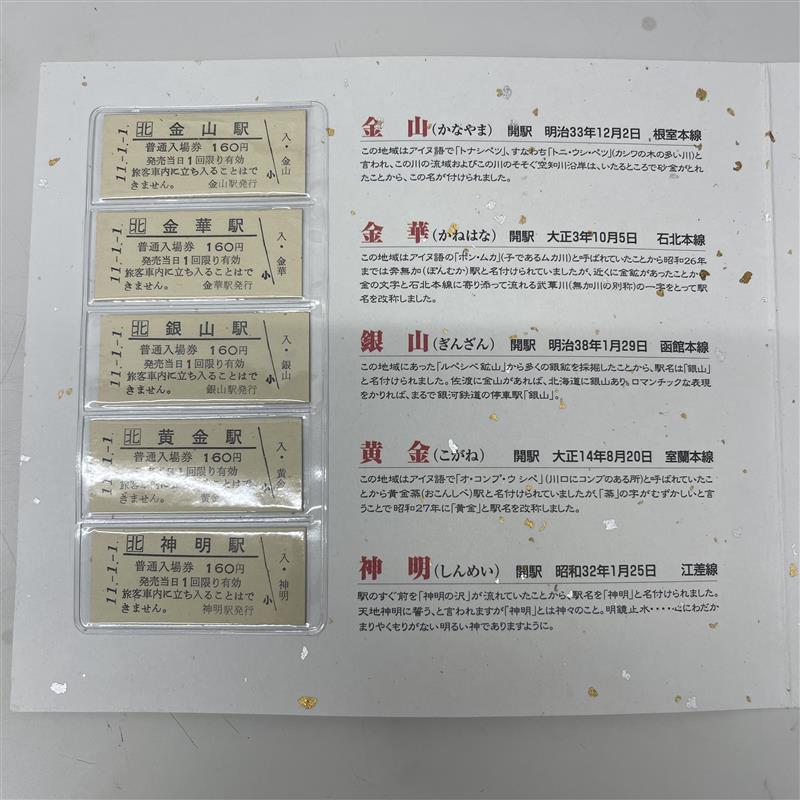 北 金山駅
普通入場券 160円
発売当日1回限り有効
旅客車内に立ち入ることはで
きません。 金山駅発行
11.-1.-1.
入・金山
小
北 金華駅
普通入場券 160円
発売当日1回限り有効
旅客車内に立ち入ることはで
きません。 金華駅発行
11.-1.-1.
入・金華
小
北 銀山駅
普通入場券 160円
発売当日1回限り有効
旅客車内に立ち入ることはで
きません。 銀山駅発行
11.-1.-1.
入・銀山
小
北 黄金駅
普通入場券 160円
1回限り有効
立ち入ることはで
きません。 黄金
11.-1.-1.
入・黄金
小
北 神明駅
普通入場券 160円
発売当日1回限り有効
旅客車内に立ち入ることはで
きません。 神明駅発行
11.-1.-1.
入・神明
小
金山(かなやま) 開駅 明治33年12月2日 根室本線
この地域はアイヌ語で「トナシベツ」、すなわち「トニ・ウシ・ベツ」(カシワの木の多い川)と
言われ、この川の流域およびこの川のそそぐ空知川沿岸は、いたるところで砂金がとれ
たことから、この名が付けられました。
金華(かねはな) 開駅 大正3年10月5日 石北本線
この地域はアイヌ語の「ポン・ムカ」(子であるムカ川)と呼ばれていたことから昭和26年
までは奔無加(ぽんむか)駅と名付けられていましたが、近くに金鉱があったことから
金の文字と石北本線に寄り添って流れる武華川(無加川の別称)の一字をとって駅
名を改称しました。
銀山(ぎんざん) 開駅 明治38年1月29日 函館本線
この地域にあった「ルベシベ鉱山」から多くの銀鉱を採掘したことから、駅名は「銀山」
と名付けられました。佐渡に金山があれば、北海道に銀山あり。ロマンチックな表現
をかりれば、まるで銀河鉄道の停車駅「銀山」。
黄金(こがね) 開駅 大正14年8月20日 室蘭本線
この地域はアイヌ語で「オ・コンプ・ウシペ」(川口にコンブのある所)と呼ばれていたこ
とから黄金蘂(おこんしべ)駅と名付けられていましたが、「蘂」の字がむずかしいと言
うことで昭和27年に「黄金」と駅名を改称しました。
神明(しんめい) 開駅 昭和32年1月25日 江差線
駅のすぐ前を「神明の沢」が流れていたことから、駅名を「神明」と名付けられました。
天地神明に誓う、と言われますが「神明」とは神々のこと。明鏡止水・・・・・心にわだか
まりやくもりがない明るい神でありますように。